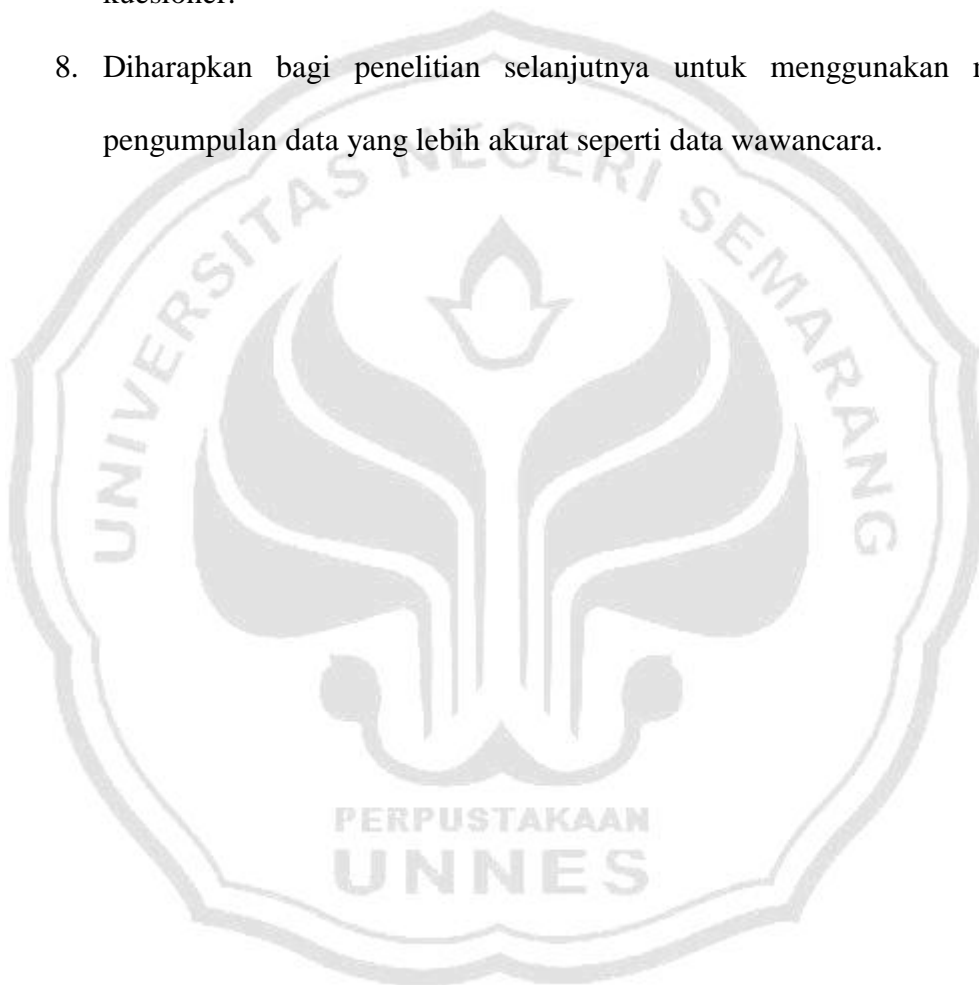 kuesioner.
8. Diharapkan bagi penelitian selanjutnya untuk menggunakan
pengumpulan data yang lebih akurat seperti data wawancara.
UNIVERSITAS NEGERI SEMARANG
PERPUSTAKAAN
UNNES